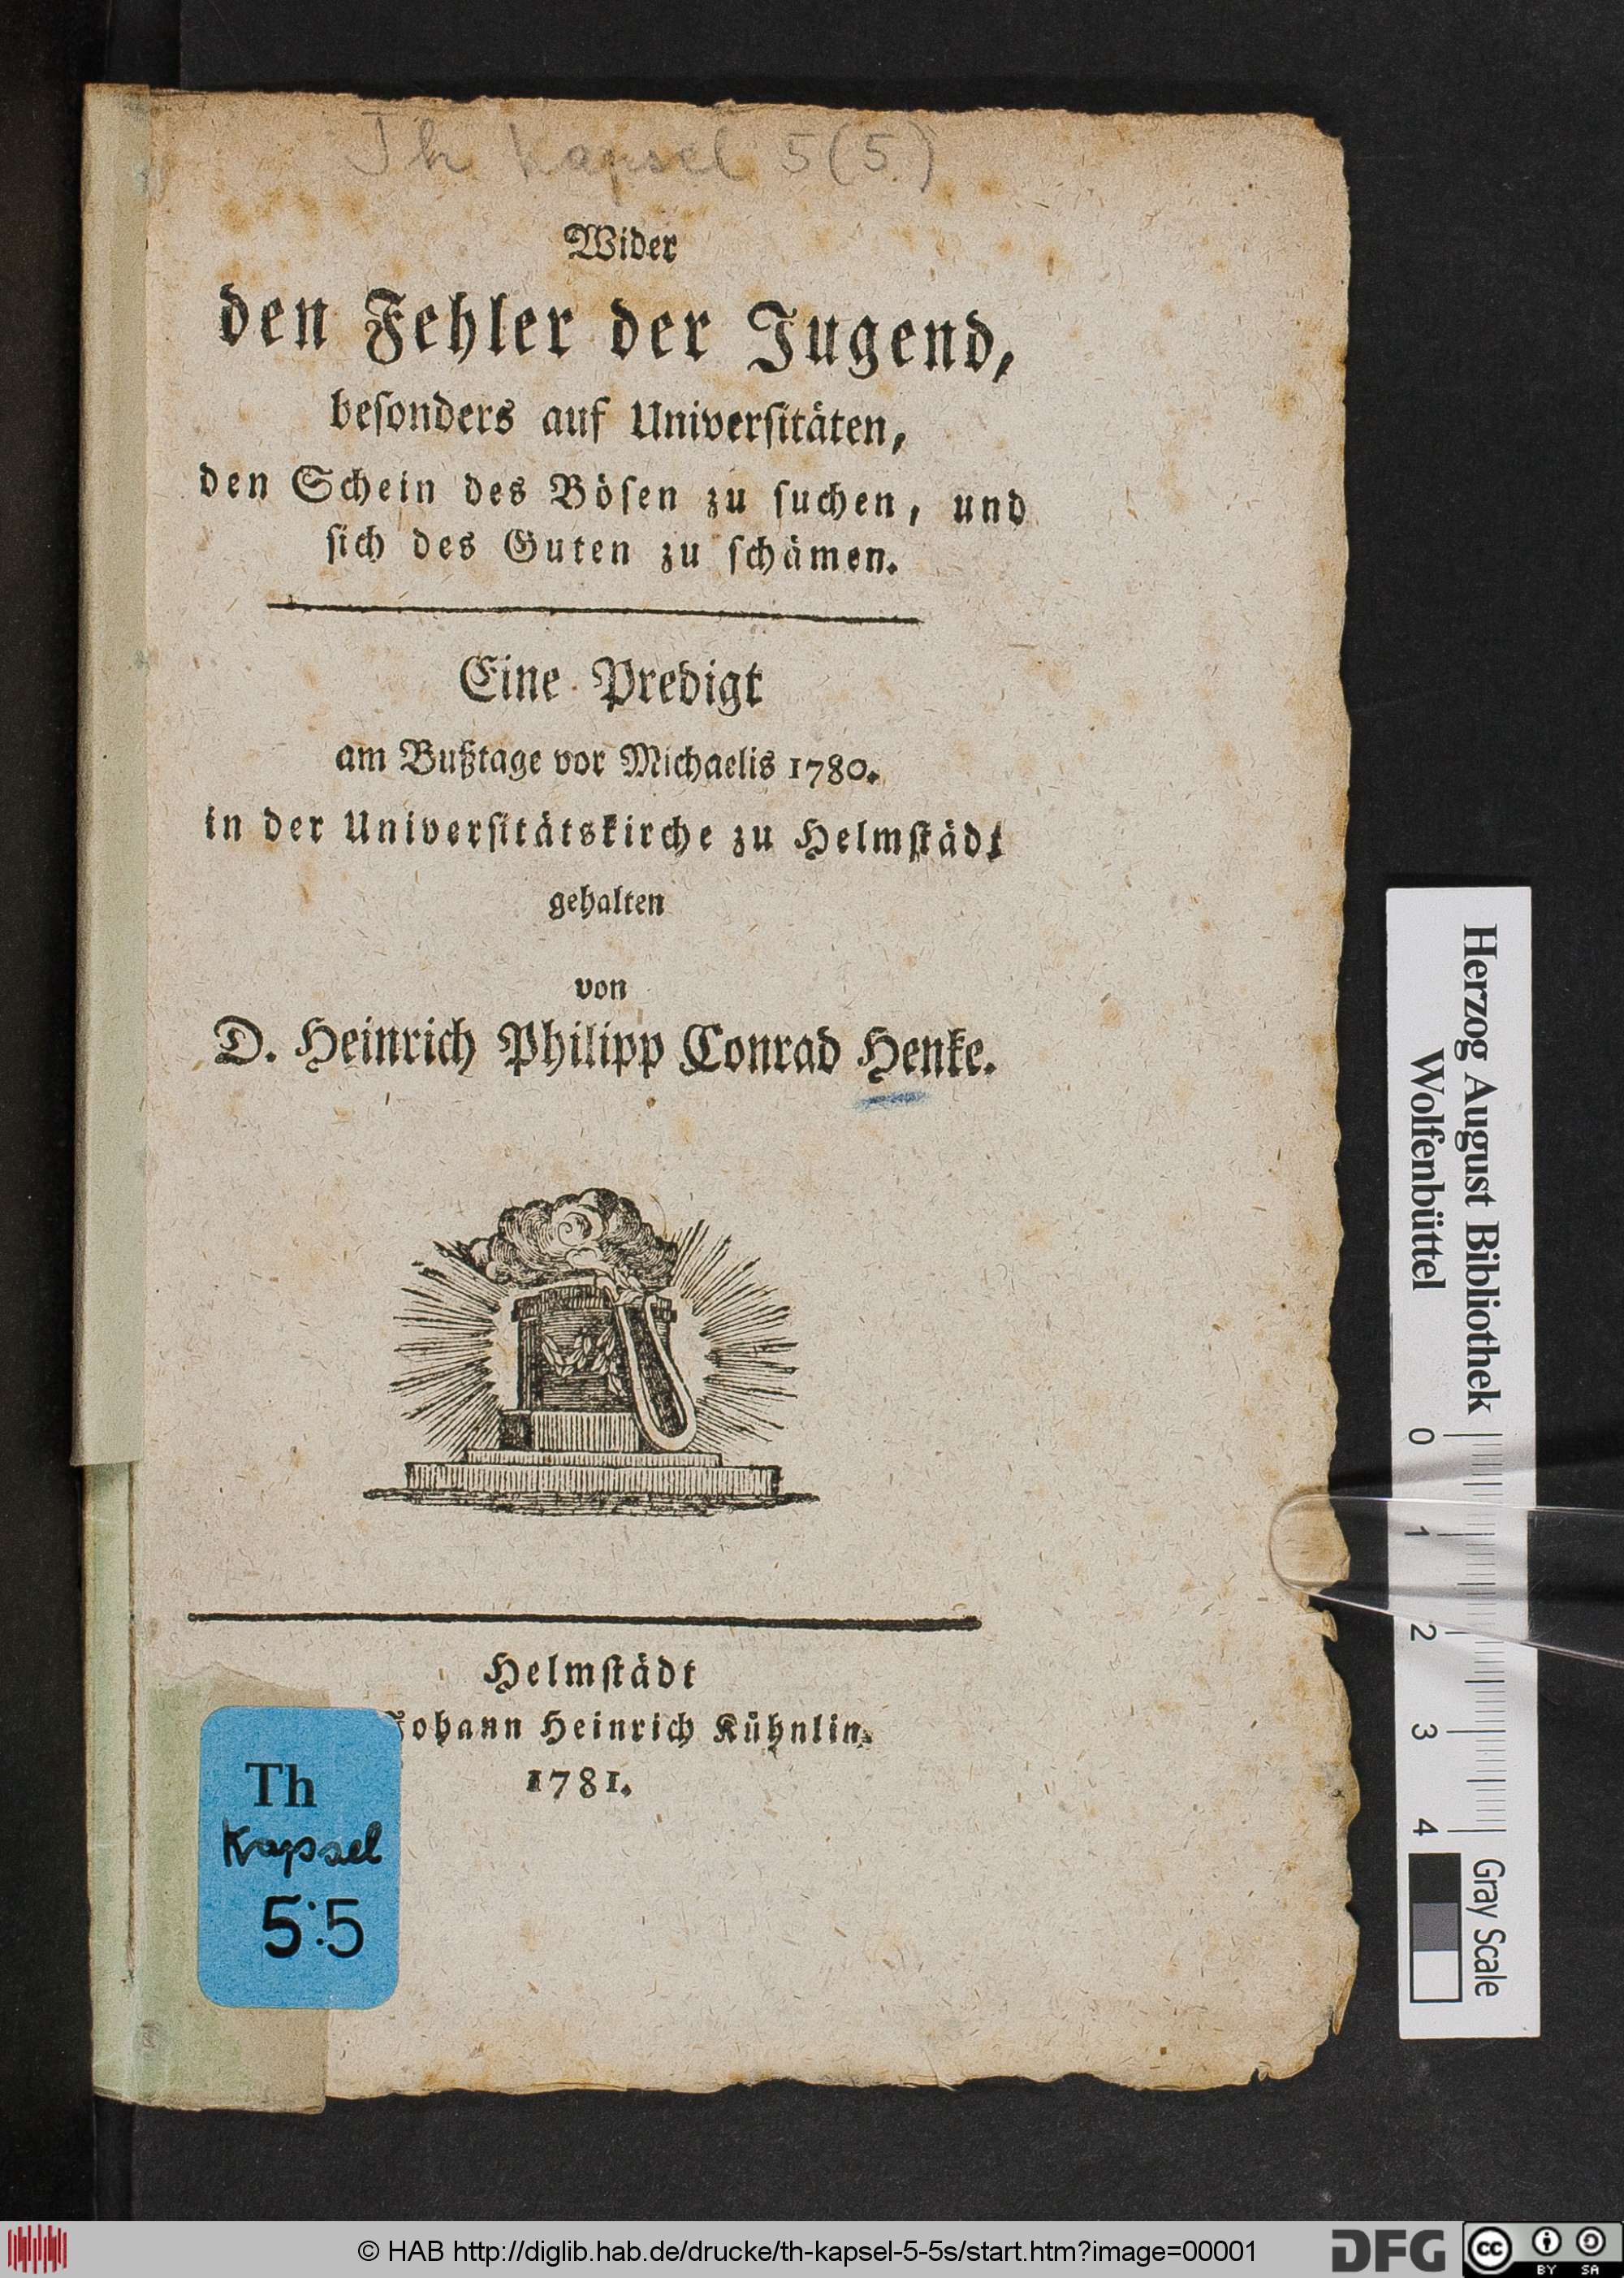 Th Kapsel 5(5.)
Wider
den Fehler der Jugend,
beſonders auf Univerſitäten,
den Schein des Böſen zu ſuchen, und
ſich des Guten zu ſchämen.
Eine Predigt
am Bußtage vor Michaelis 1780.
in der Univerſitätskirche zu Helmſtädt
gehalten
von
D. Heinrich Philipp Conrad Henke.
Helmſtädt
Johann Heinrich Kühnlin.
1781.
Th
Kapsel
5:5
Herzog August Bibliothek
Wolfenbüttel
0 1 2 3 4
Gray Scale
© HAB http://diglib.hab.de/drucke/th-kapsel-5-5s/start.htm?image=00001
DFG
cc BY SA